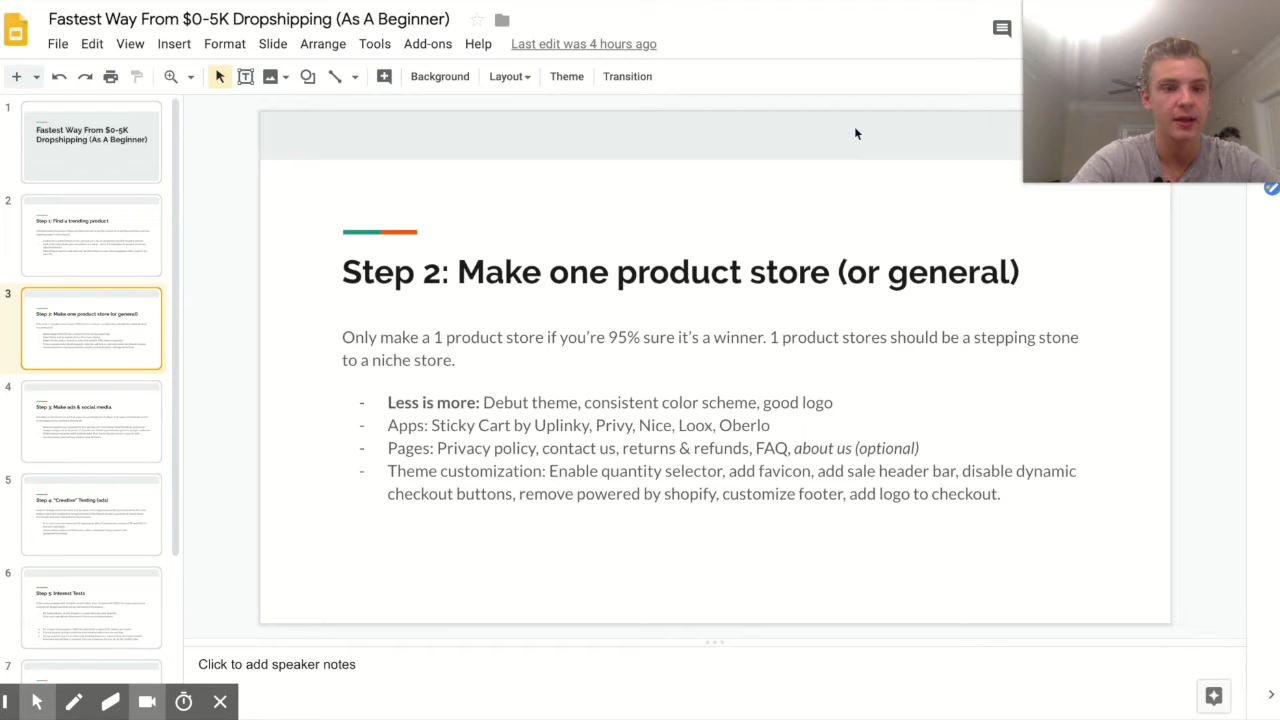 Fastest Way From $0-5K Dropshipping (As A Beginner)
File Edit View Insert Format Slide Arrange Tools Add-ons Help Last edit was 4 hours ago
Background Layout Theme Transition
1
Fastest Way From $0-5K
Dropshipping (As A Beginner)
2
Step 1: Find a trending product
3
Step 2: Make one product store (or general)
4
Step 3: Make ads & social media
5
Step 4: "Creative" Testing (ads)
6
Step 5: Interest Tests
7
Step 2: Make one product store (or general)
Only make a 1 product store if you're 95% sure it's a winner. 1 product stores should be a stepping stone
to a niche store.
- Less is more: Debut theme, consistent color scheme, good logo
- Apps: Sticky Cart by Uplinky, Privy, Nice, Loox, Oberlo
- Pages: Privacy policy, contact us, returns & refunds, FAQ, about us (optional)
- Theme customization: Enable quantity selector, add favicon, add sale header bar, disable dynamic
checkout buttons, remove powered by shopify, customize footer, add logo to checkout.
Click to add speaker notes